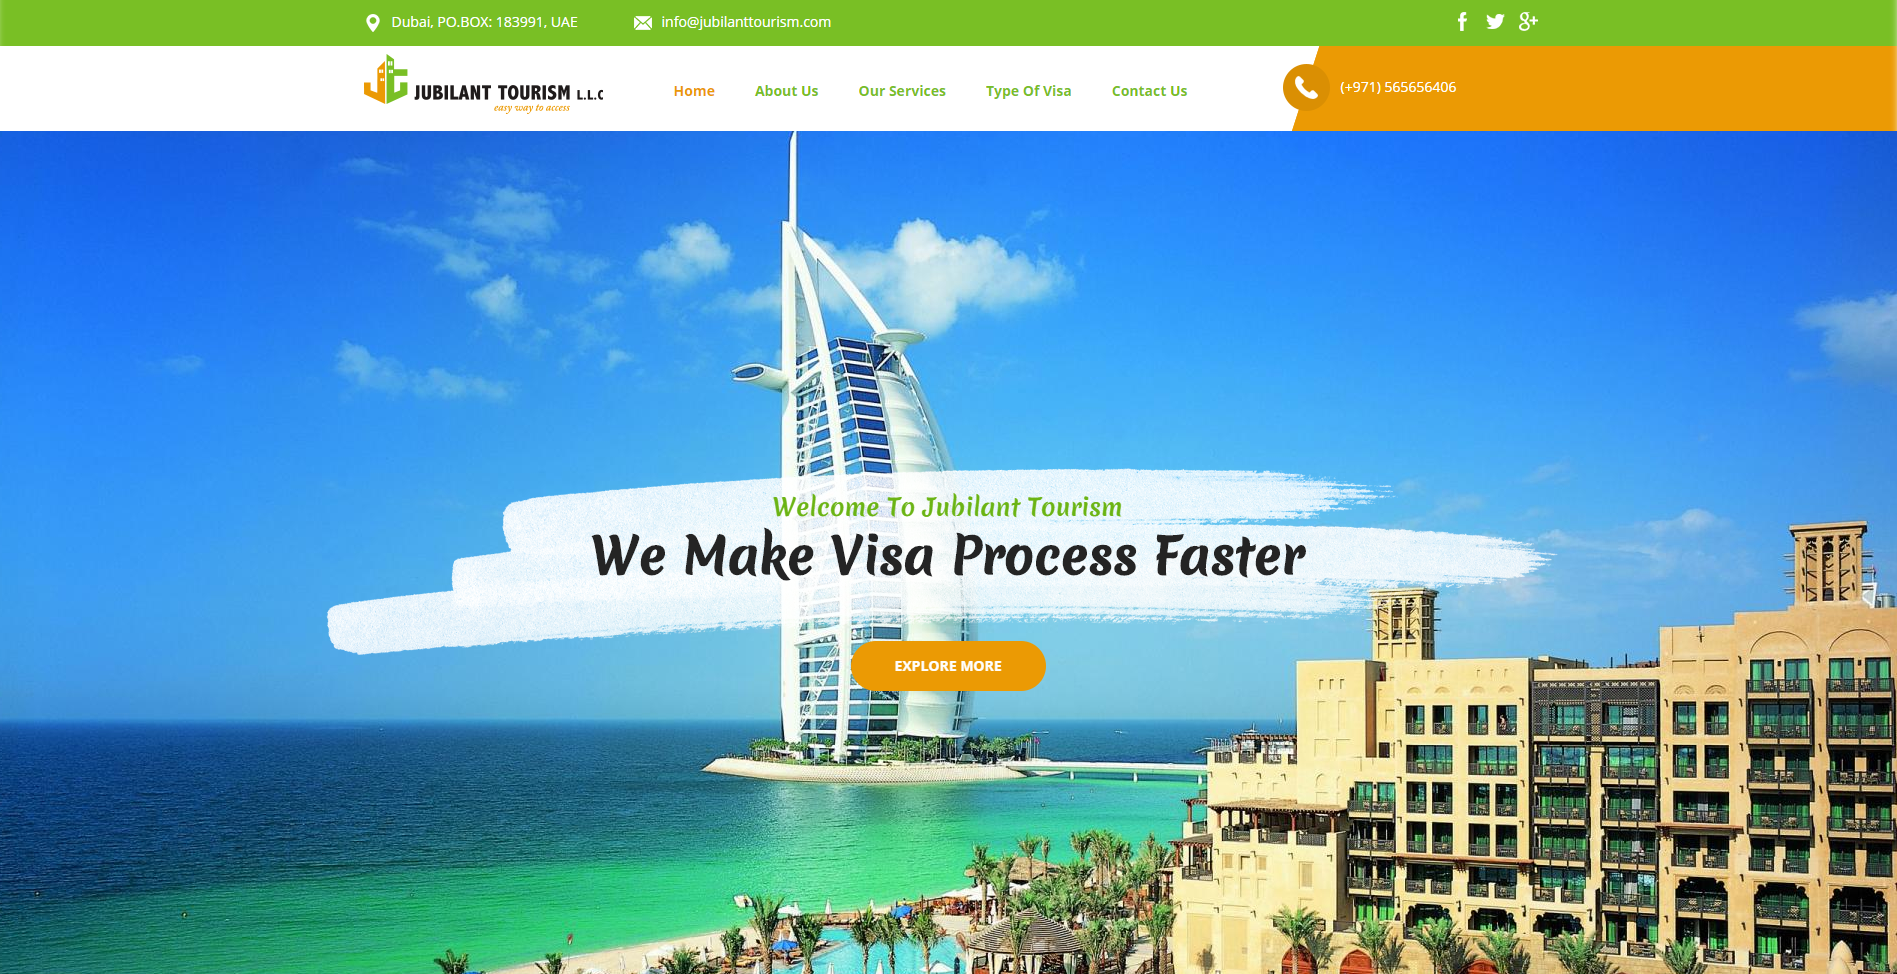 Dubai, PO.BOX: 183991, UAE
info@jubilanttourism.com
JUBILANT TOURISM L.L.C
easy way to access
Home
About Us
Our Services
Type Of Visa
Contact Us
(+971) 565656406
Welcome To Jubilant Tourism
We Make Visa Process Faster
EXPLORE MORE